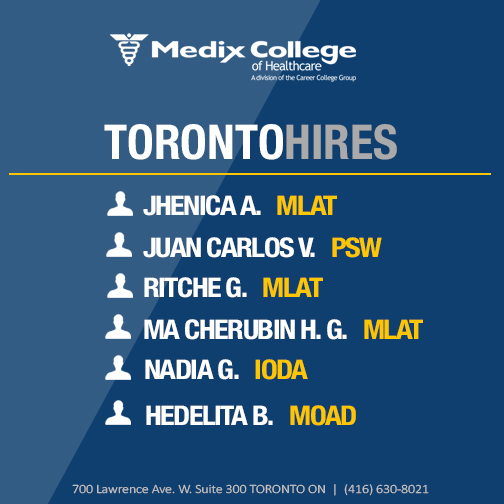 Medix College
of Healthcare
A division of the Career College Group
TORONTOHIRES
JHENICA A. MLAT
JUAN CARLOS V. PSW
RITCHE G. MLAT
MA CHERUBIN H. G. MLAT
NADIA G. IODA
HEDELITA B. MOAD
700 Lawrence Ave. W. Suite 300 TORONTO ON | (416) 630-8021